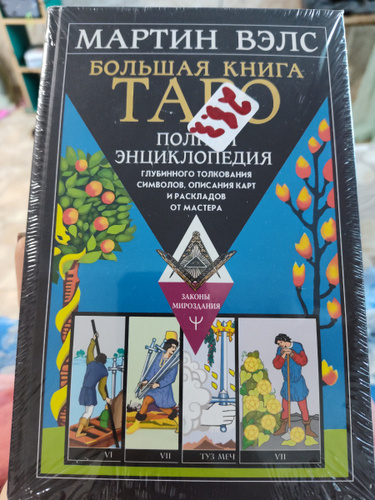 МАРТИН ВЭЛС
БОЛЬШАЯ КНИГА
ТАРО
ЭНЦИКЛОПЕДИЯ
ГЛУБИННОГО ТОЛКОВАНИЯ
СИМВОЛОВ, ОПИСАНИЯ КАРТ
И РАСКЛАДОВ
ОТ МАСТЕРА
ЗАКОНЫ
МИРОЗДАНИЯ
VI
VII
ТУЗ МЕЧ
VII